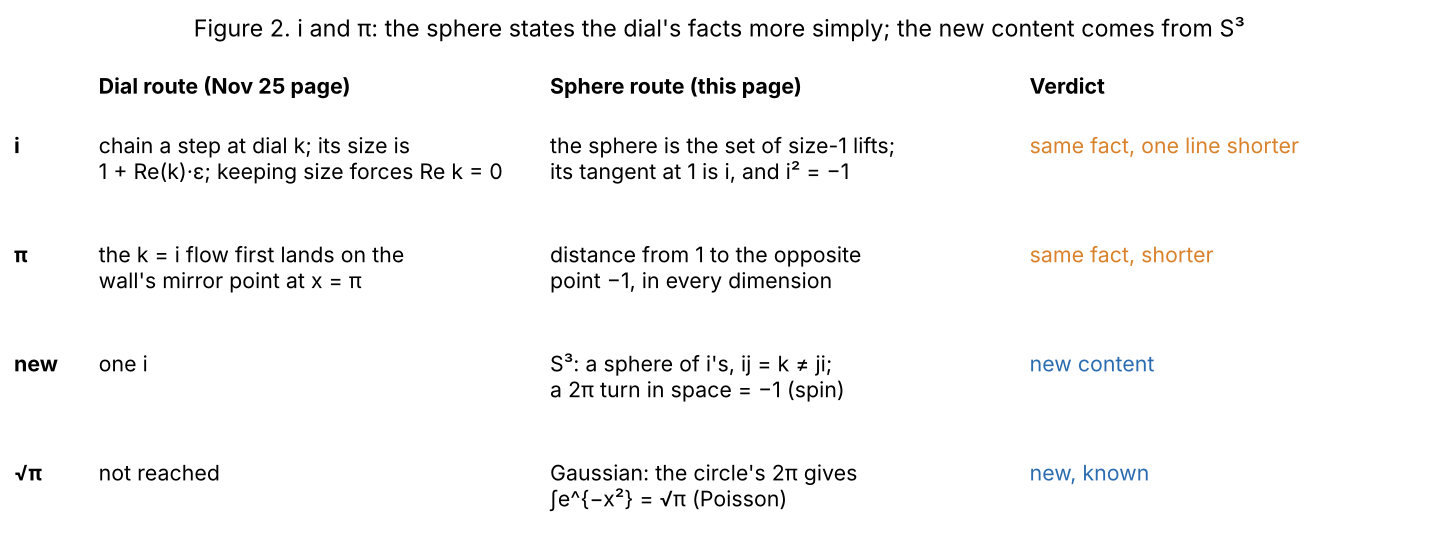 Figure 2. i and π: the sphere states the dial's facts more simply; the new content comes from S³
Dial route (Nov 25 page)
Sphere route (this page)
Verdict
i
chain a step at dial k; its size is
1 + Re(k)·ε; keeping size forces Re k = 0
the sphere is the set of size-1 lifts;
its tangent at 1 is i, and i² = −1
same fact, one line shorter
π
the k = i flow first lands on the
wall's mirror point at x = π
distance from 1 to the opposite
point −1, in every dimension
same fact, shorter
new
one i
S³: a sphere of i's, ij = k ≠ ji;
a 2π turn in space = −1 (spin)
new content
√π
not reached
Gaussian: the circle's 2π gives
∫e^{−x²} = √π (Poisson)
new, known